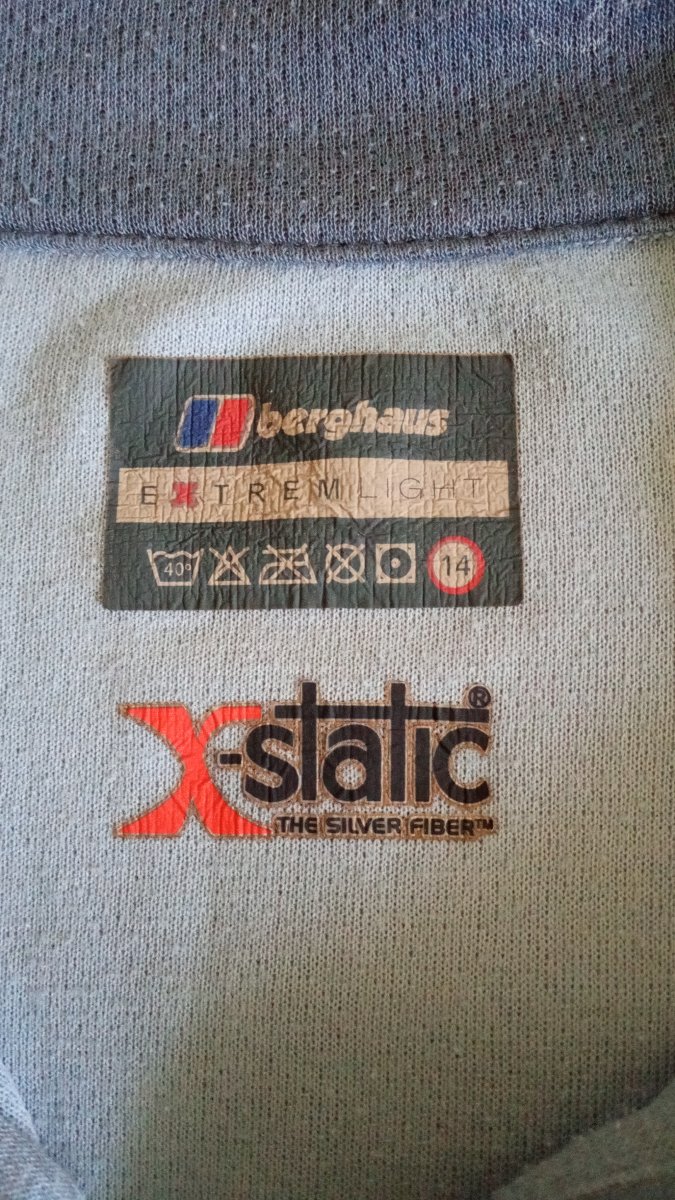 berghaus
EXTREMLIGHT
40° 14
X-static®
THE SILVER FIBER™